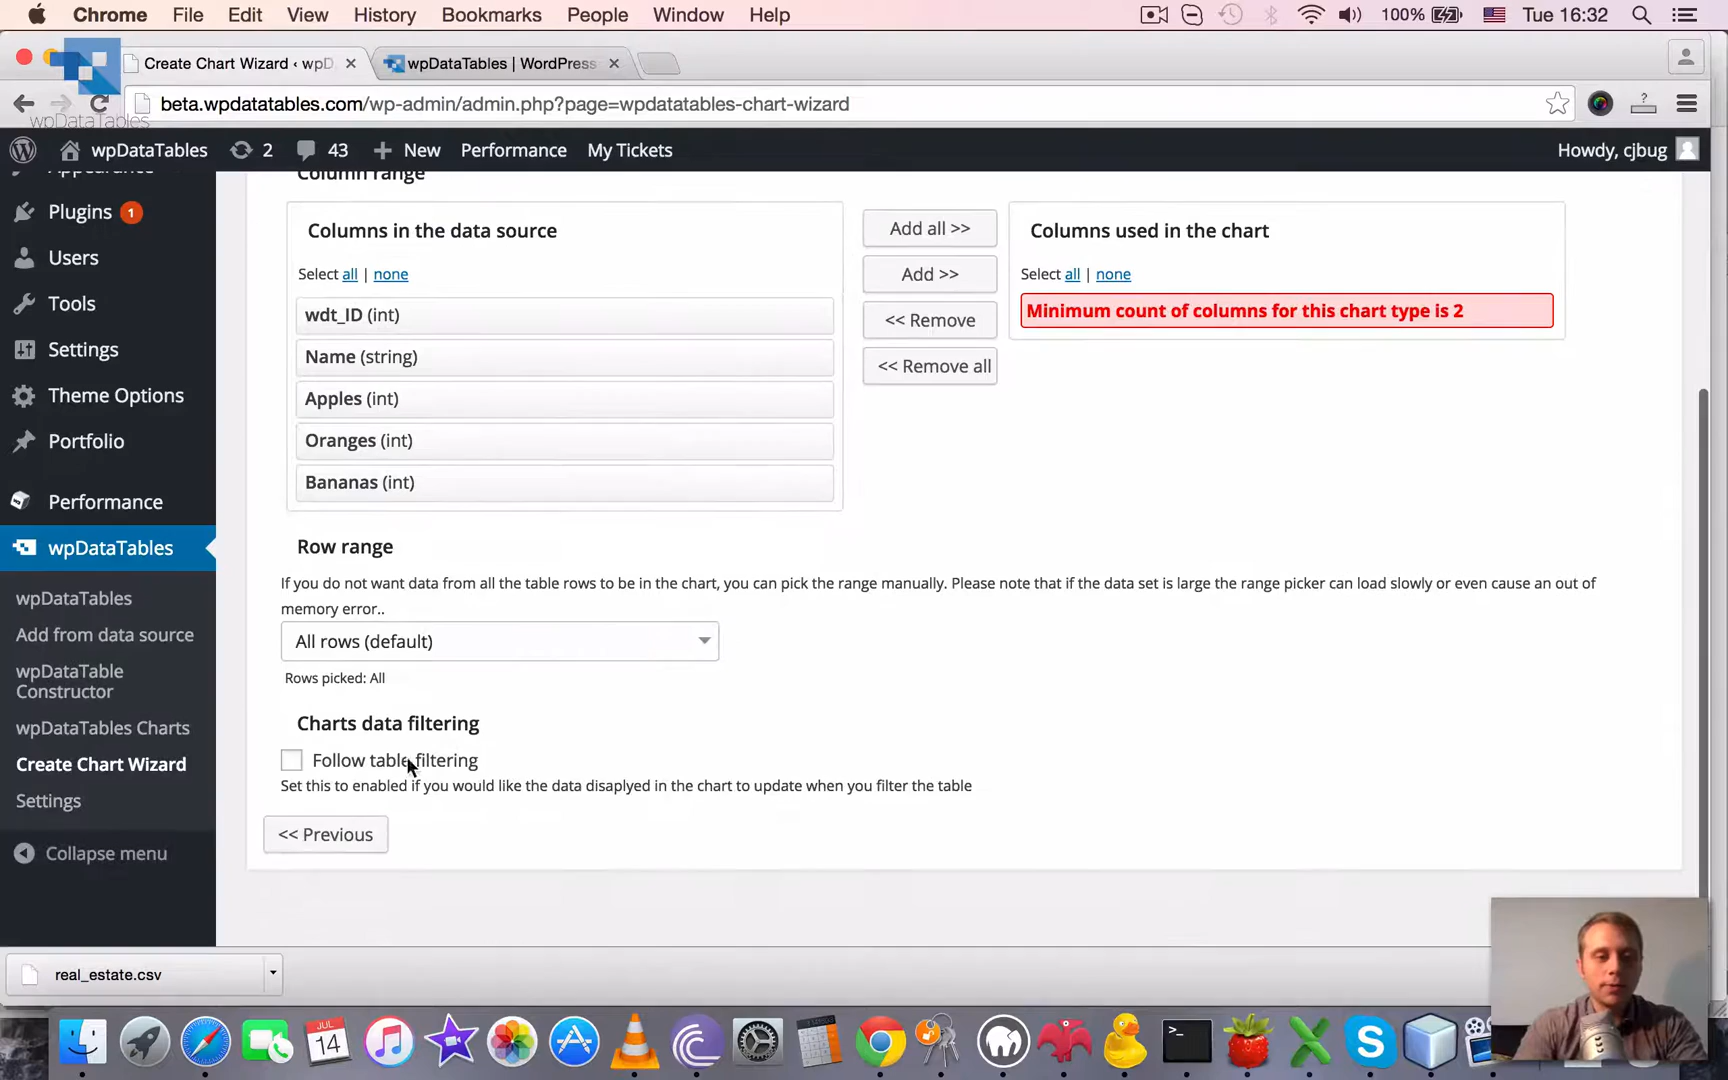 Chrome File Edit View History Bookmarks People Window Help 100% Tue 16:32
Create Chart Wizard ‹ wpD
wpDataTables | WordPress
beta.wpdatatables.com/wp-admin/admin.php?page=wpdatatables-chart-wizard
wpDataTables
wpDataTables 2 43 New Performance My Tickets Howdy, cjbug
Appearance
Plugins 1
Users
Tools
Settings
Theme Options
Portfolio
Performance
wpDataTables
wpDataTables
Add from data source
wpDataTable
Constructor
wpDataTables Charts
Create Chart Wizard
Settings
Collapse menu
Column range
Columns in the data source
Select all | none
wdt_ID (int)
Name (string)
Apples (int)
Oranges (int)
Bananas (int)
Add all >>
Add >>
<< Remove
<< Remove all
Columns used in the chart
Select all | none
Minimum count of columns for this chart type is 2
Row range
If you do not want data from all the table rows to be in the chart, you can pick the range manually. Please note that if the data set is large the range picker can load slowly or even cause an out of
memory error..
All rows (default)
Rows picked: All
Charts data filtering
Follow table filtering
Set this to enabled if you would like the data disaplyed in the chart to update when you filter the table
<< Previous
real_estate.csv
JUL
14